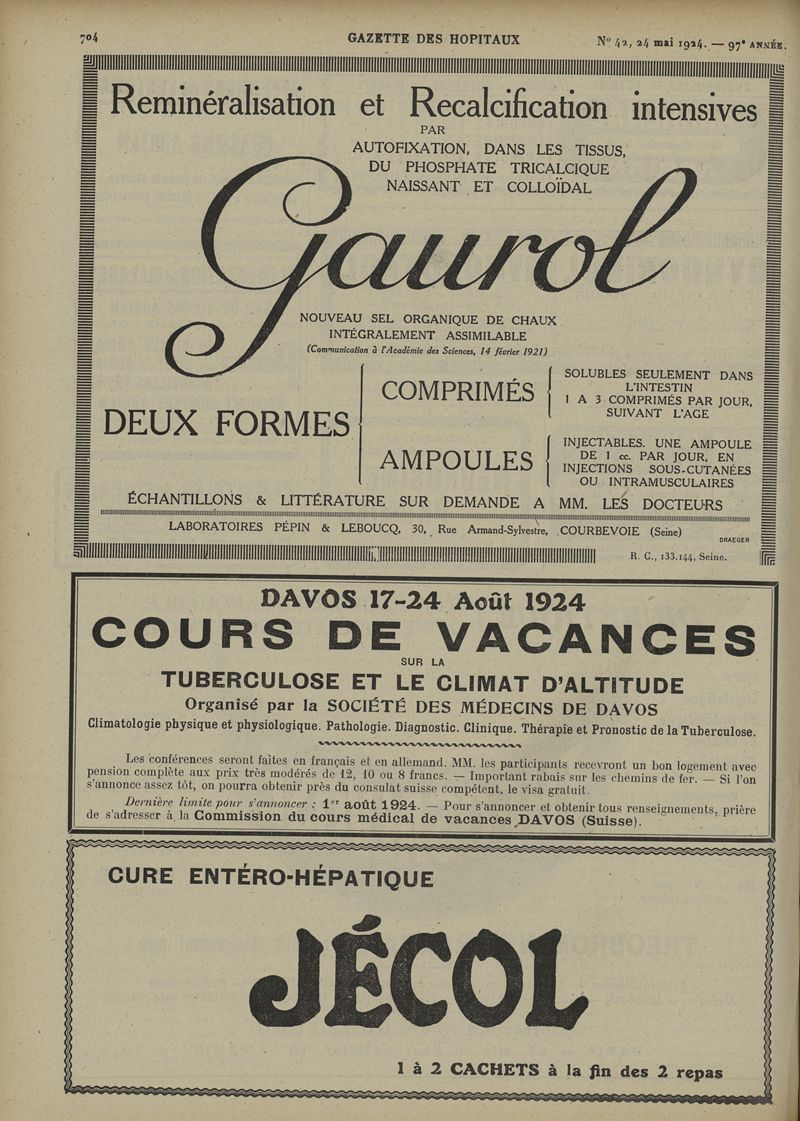 704
GAZETTE DES HOPITAUX
N° 42, 24 mai 1924. — 97e ANNÉE.
Reminéralisation et Recalcification intensives
PAR
AUTOFIXATION, DANS LES TISSUS,
DU PHOSPHATE TRICALCIQUE
NAISSANT ET COLLOÏDAL
Gaurol
NOUVEAU SEL ORGANIQUE DE CHAUX
INTÉGRALEMENT ASSIMILABLE
(Communication à l'Académie des Sciences, 14 février 1921)
DEUX FORMES
COMPRIMÉS
SOLUBLES SEULEMENT DANS
L'INTESTIN
1 A 3 COMPRIMÉS PAR JOUR,
SUIVANT L'AGE
AMPOULES
INJECTABLES. UNE AMPOULE
DE 1 cc. PAR JOUR, EN
INJECTIONS SOUS-CUTANÉES
OU INTRAMUSCULAIRES
ÉCHANTILLONS & LITTÉRATURE SUR DEMANDE A MM. LES DOCTEURS
LABORATOIRES PÉPIN & LEBOUCQ, 30, Rue Armand-Sylvestre, COURBEVOIE (Seine)
DRAEGER
R. C., 133.144, Seine.
DAVOS 17-24 Août 1924
COURS DE VACANCES
SUR LA
TUBERCULOSE ET LE CLIMAT D'ALTITUDE
Organisé par la SOCIÉTÉ DES MÉDECINS DE DAVOS
Climatologie physique et physiologique. Pathologie. Diagnostic. Clinique. Thérapie et Pronostic de la Tuberculose.
Les conférences seront faites en français et en allemand. MM. les participants recevront un bon logement avec
pension complète aux prix très modérés de 12, 10 ou 8 francs. — Important rabais sur les chemins de fer. — Si l'on
s'annonce assez tôt, on pourra obtenir près du consulat suisse compétent, le visa gratuit.
Dernière limite pour s'annoncer : 1er août 1924. — Pour s'annoncer et obtenir tous renseignements, prière
de s'adresser à la Commission du cours médical de vacances DAVOS (Suisse).
CURE ENTÉRO-HÉPATIQUE
JÉCOL
1 à 2 CACHETS à la fin des 2 repas